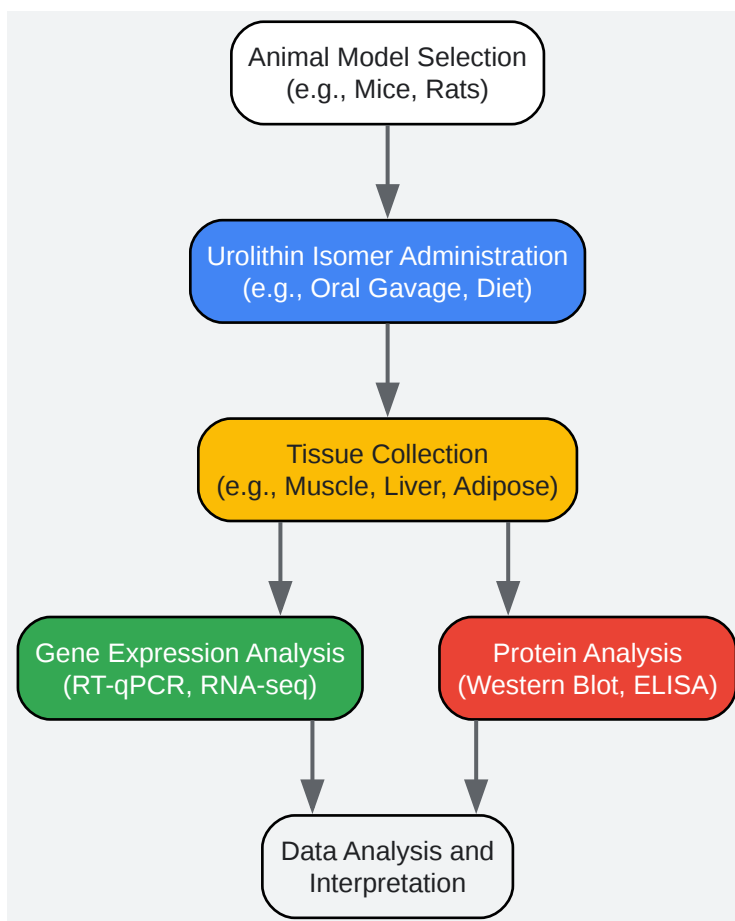 Animal Model Selection
(e.g., Mice, Rats)
Urolithin Isomer Administration
(e.g., Oral Gavage, Diet)
Tissue Collection
(e.g., Muscle, Liver, Adipose)
Gene Expression Analysis
(RT-qPCR, RNA-seq)
Protein Analysis
(Western Blot, ELISA)
Data Analysis and
Interpretation